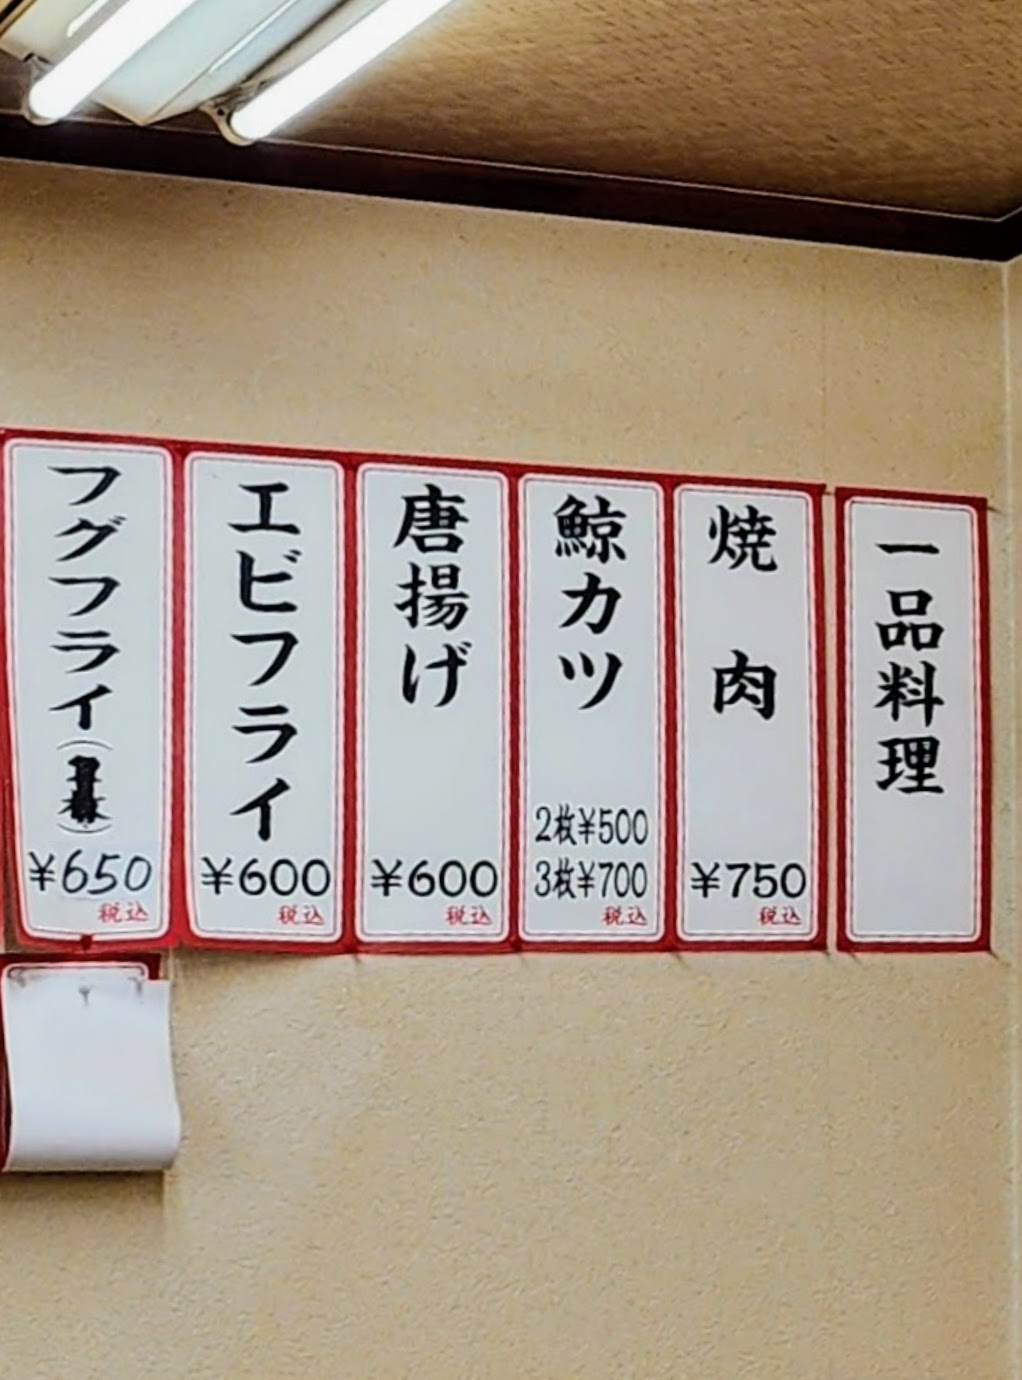 一品料理
焼肉
¥750
税込
鯨カツ
2枚¥500
3枚¥700
税込
唐揚げ
¥600
税込
エビフライ
¥600
税込
フグフライ
¥650
税込